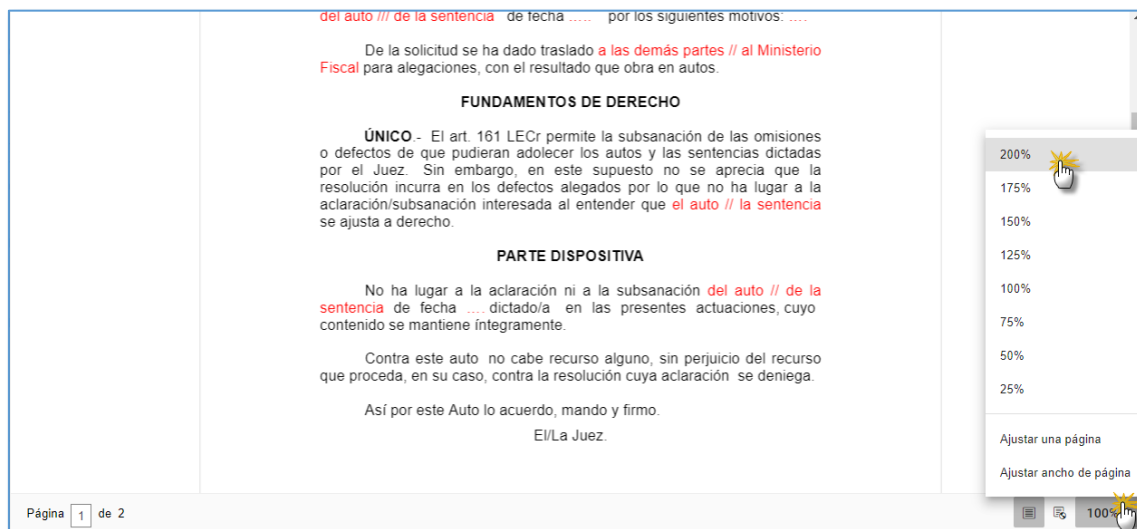 del auto /// de la sentencia de fecha ..... por los siguientes motivos: ....
De la solicitud se ha dado traslado a las demás partes // al Ministerio
Fiscal para alegaciones, con el resultado que obra en autos.
FUNDAMENTOS DE DERECHO
ÚNICO.- El art. 161 LECr permite la subsanación de las omisiones
o defectos de que pudieran adolecer los autos y las sentencias dictadas
por el Juez. Sin embargo, en este supuesto no se aprecia que la
resolución incurra en los defectos alegados por lo que no ha lugar a la
aclaración/subsanación interesada al entender que el auto // la sentencia
se ajusta a derecho.
PARTE DISPOSITIVA
No ha lugar a la aclaración ni a la subsanación del auto // de la
sentencia de fecha .... dictado/a en las presentes actuaciones, cuyo
contenido se mantiene íntegramente.
Contra este auto no cabe recurso alguno, sin perjuicio del recurso
que proceda, en su caso, contra la resolución cuya aclaración se deniega.
Así por este Auto lo acuerdo, mando y firmo.
El/La Juez.
200%
175%
150%
125%
100%
75%
50%
25%
Ajustar una página
Ajustar ancho de página
Página 1 de 2
100%